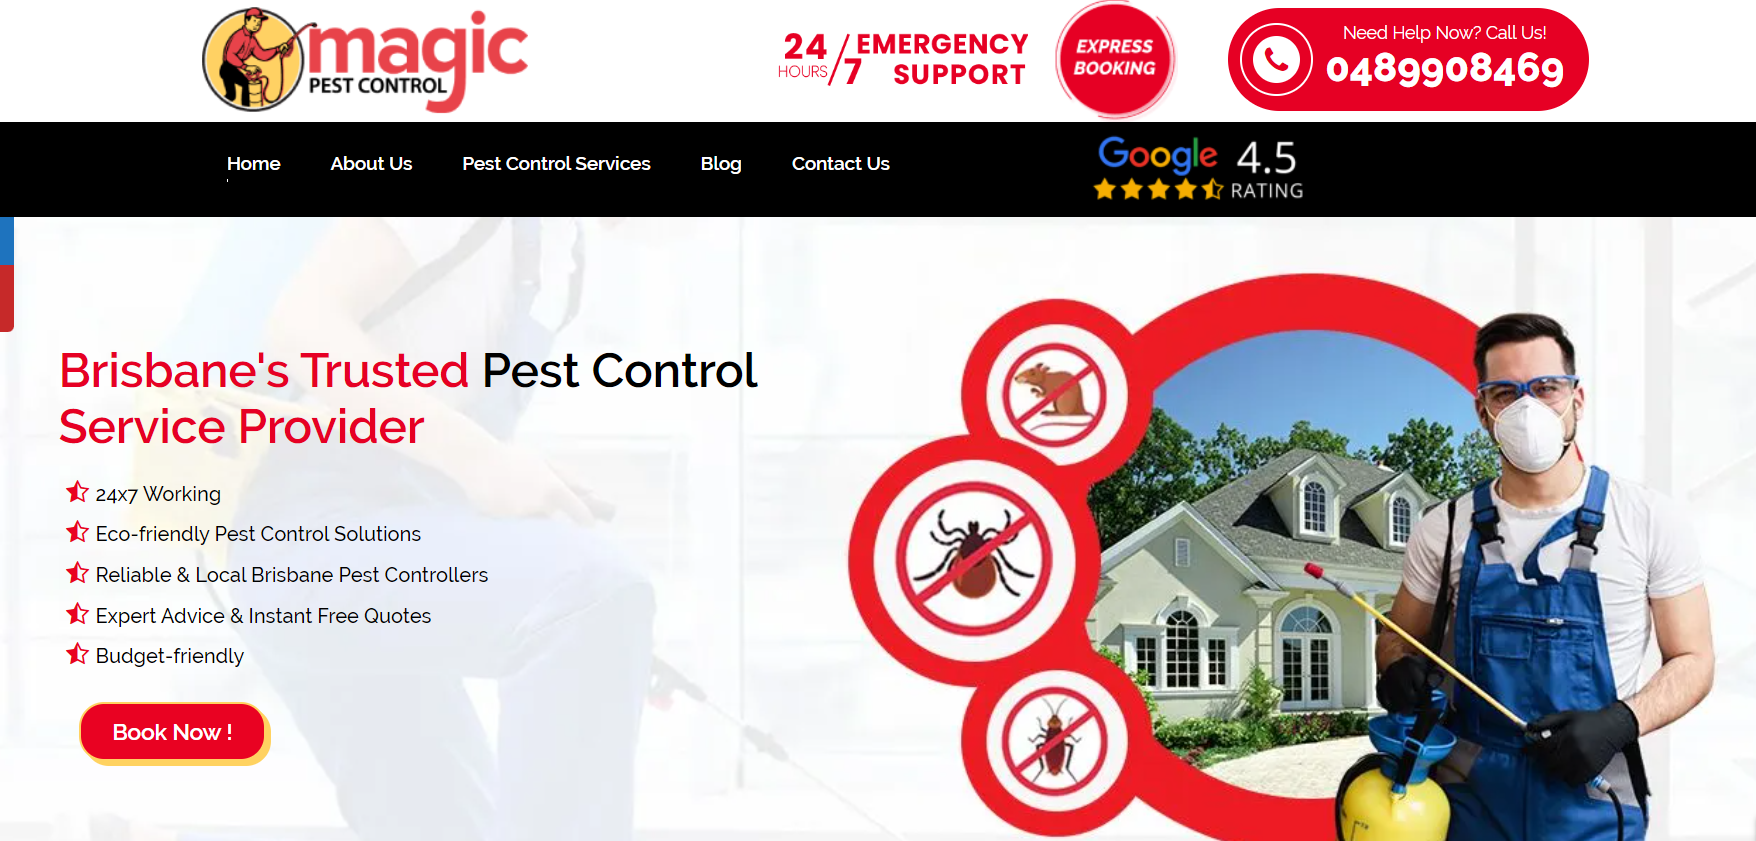 magic
PEST CONTROL
24 HOURS / 7
EMERGENCY
SUPPORT
EXPRESS
BOOKING
Need Help Now? Call Us!
0489908469
Home
About Us
Pest Control Services
Blog
Contact Us
Google 4.5
RATING
Brisbane's Trusted Pest Control
Service Provider
24x7 Working
Eco-friendly Pest Control Solutions
Reliable & Local Brisbane Pest Controllers
Expert Advice & Instant Free Quotes
Budget-friendly
Book Now !